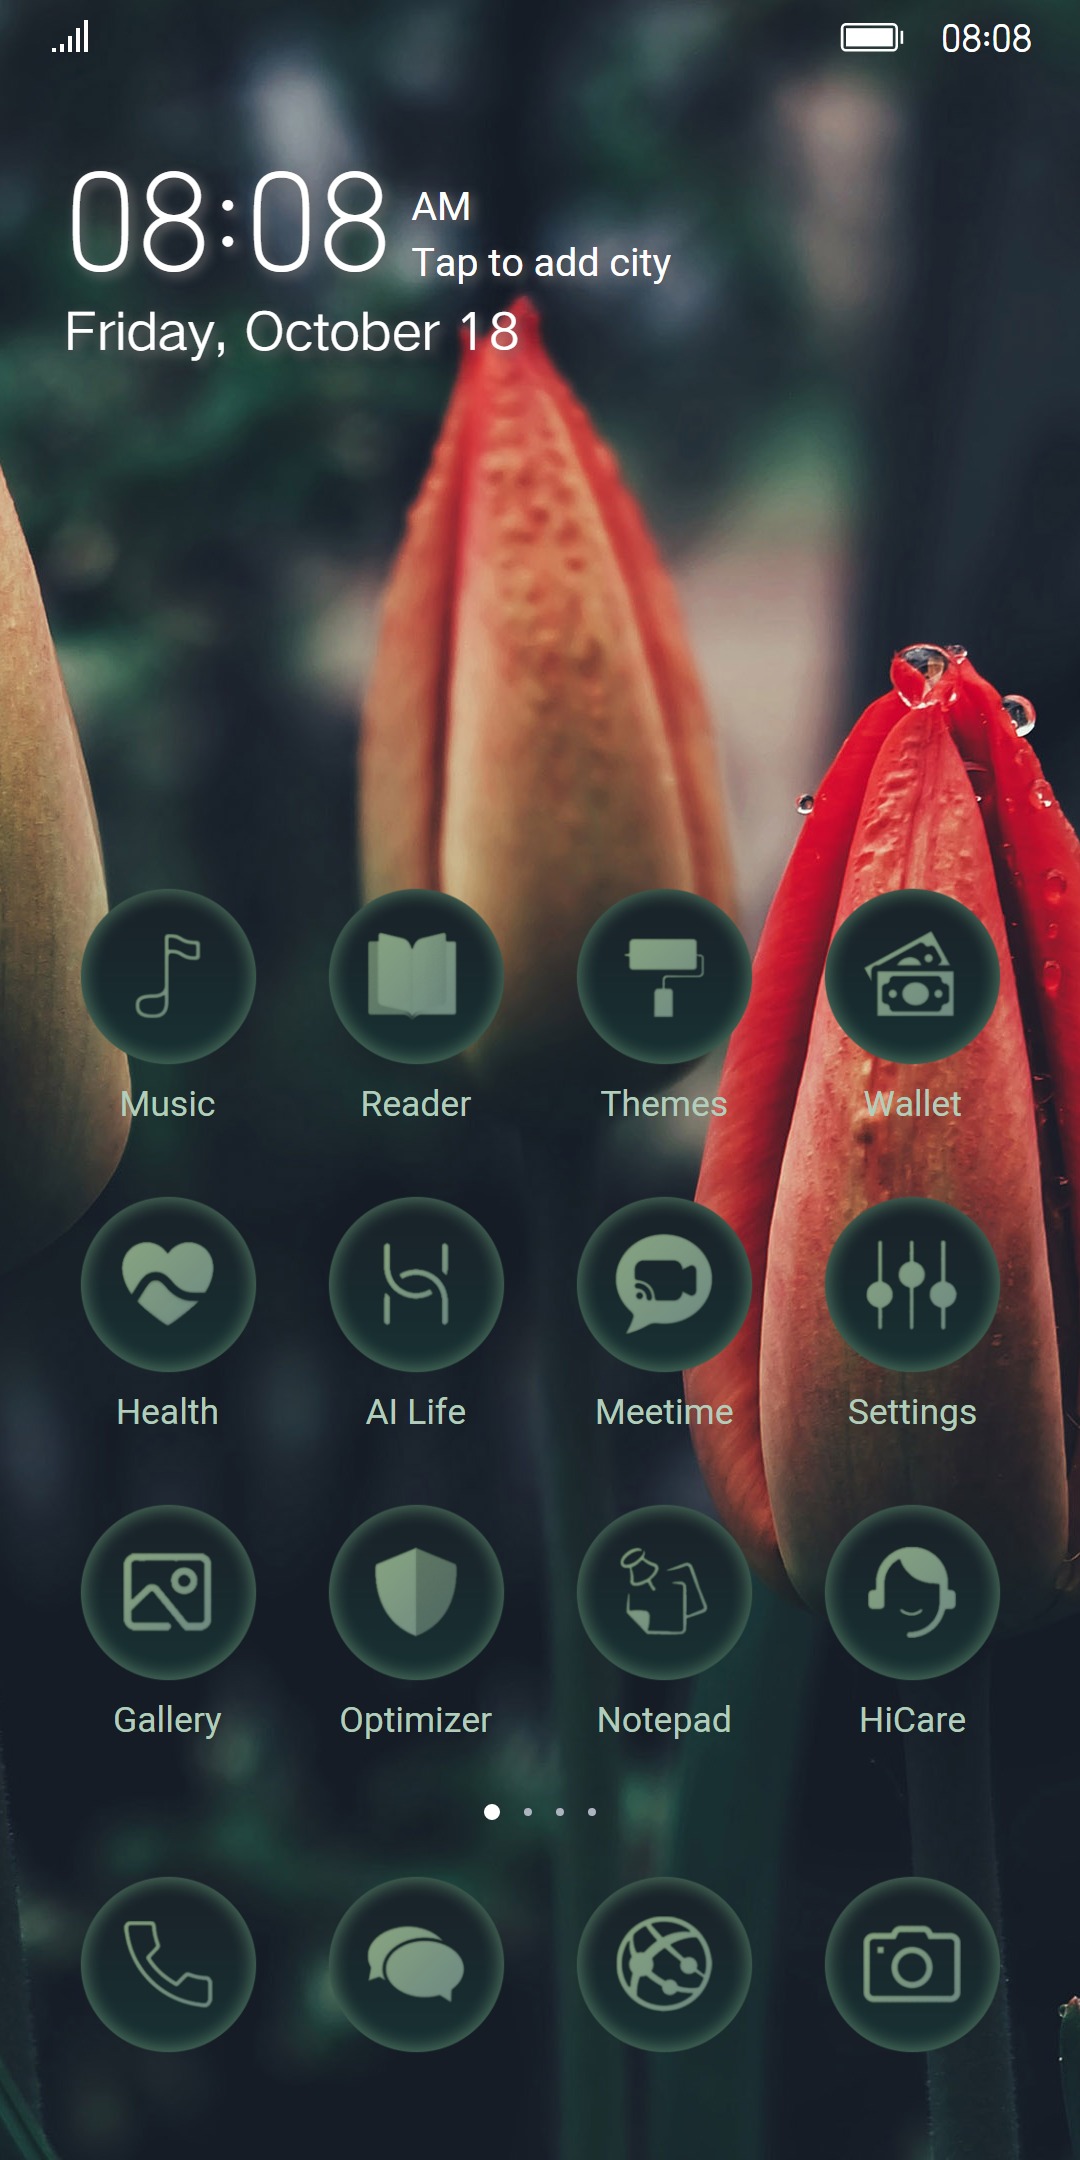 08:08
08:08 AM
Tap to add city
Friday, October 18
Music Reader Themes Wallet
Health AI Life Meetime Settings
Gallery Optimizer Notepad HiCare